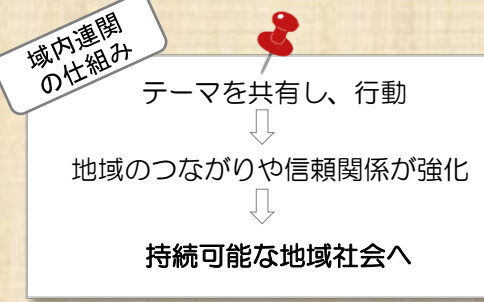 域内連関
の仕組み
テーマを共有し、行動
地域のつながりや信頼関係が強化
持続可能な地域社会へ